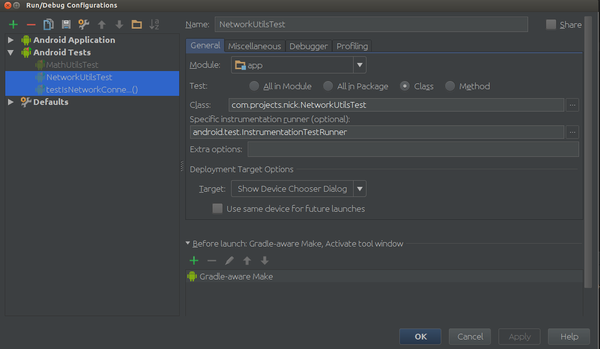 Run/Debug Configurations
Name: NetworkUtilsTest
Share
Android Application
Android Tests
MathUtilsTest
NetworkUtilsTest
testIsNetworkConne...()
Defaults
General Miscellaneous Debugger Profiling
Module: app
Test: All in Module All in Package Class Method
Class: com.projects.nick.NetworkUtilsTest
Specific instrumentation runner (optional):
android.test.InstrumentationTestRunner
Extra options:
Deployment Target Options
Target: Show Device Chooser Dialog
Use same device for future launches
Before launch: Gradle-aware Make, Activate tool window
Gradle-aware Make
OK Cancel Apply Help